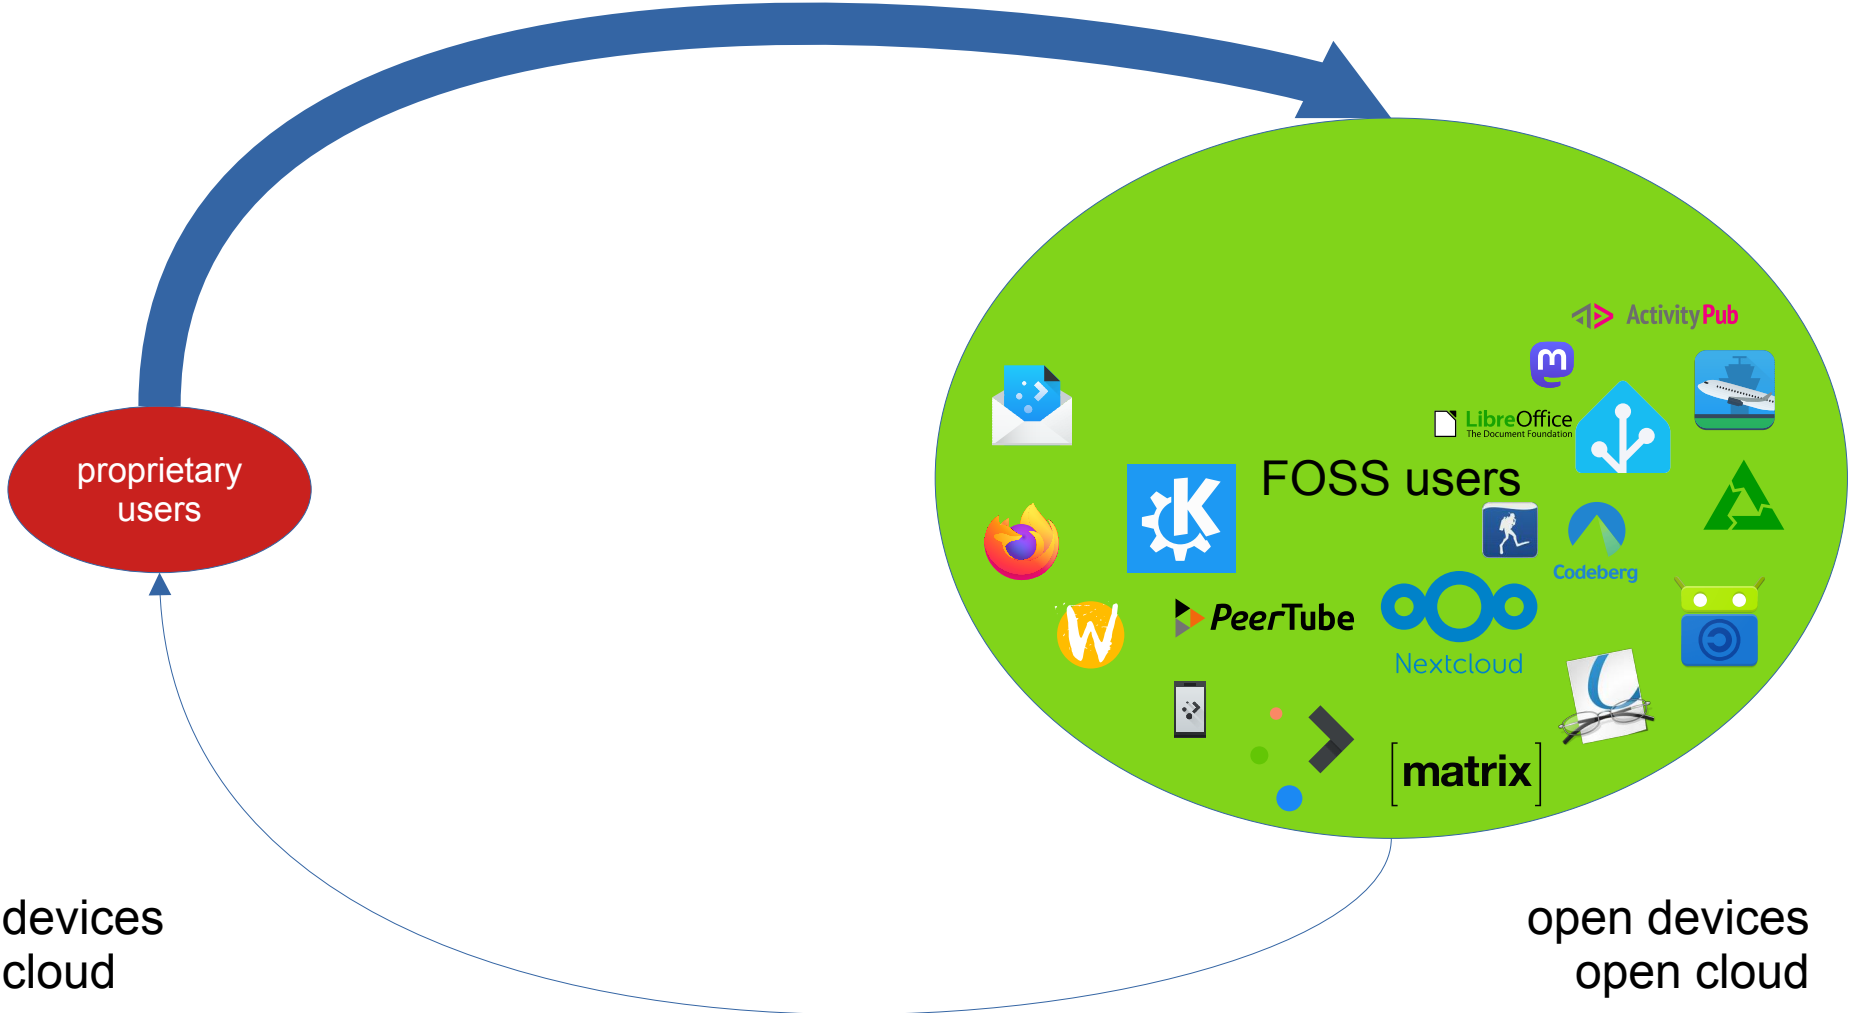 ActivityPub
m
LibreOffice
The Document Foundation
proprietary
users
FOSS users
K
Codeberg
PeerTube
W
Nextcloud
[matrix]
devices
cloud
open devices
open cloud